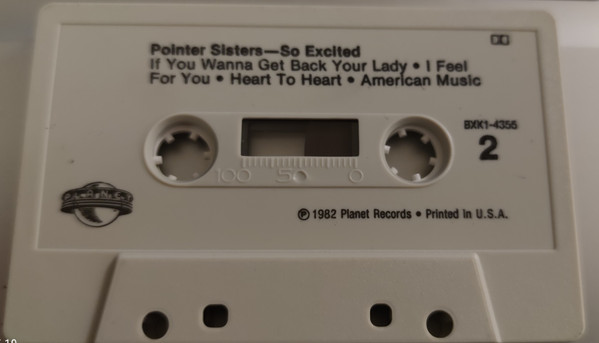 Pointer Sisters—So Excited
If You Wanna Get Back Your Lady • I Feel
For You • Heart To Heart • American Music
BXK1-4355
2
100 50 0
PLANET
℗ 1982 Planet Records • Printed in U.S.A.